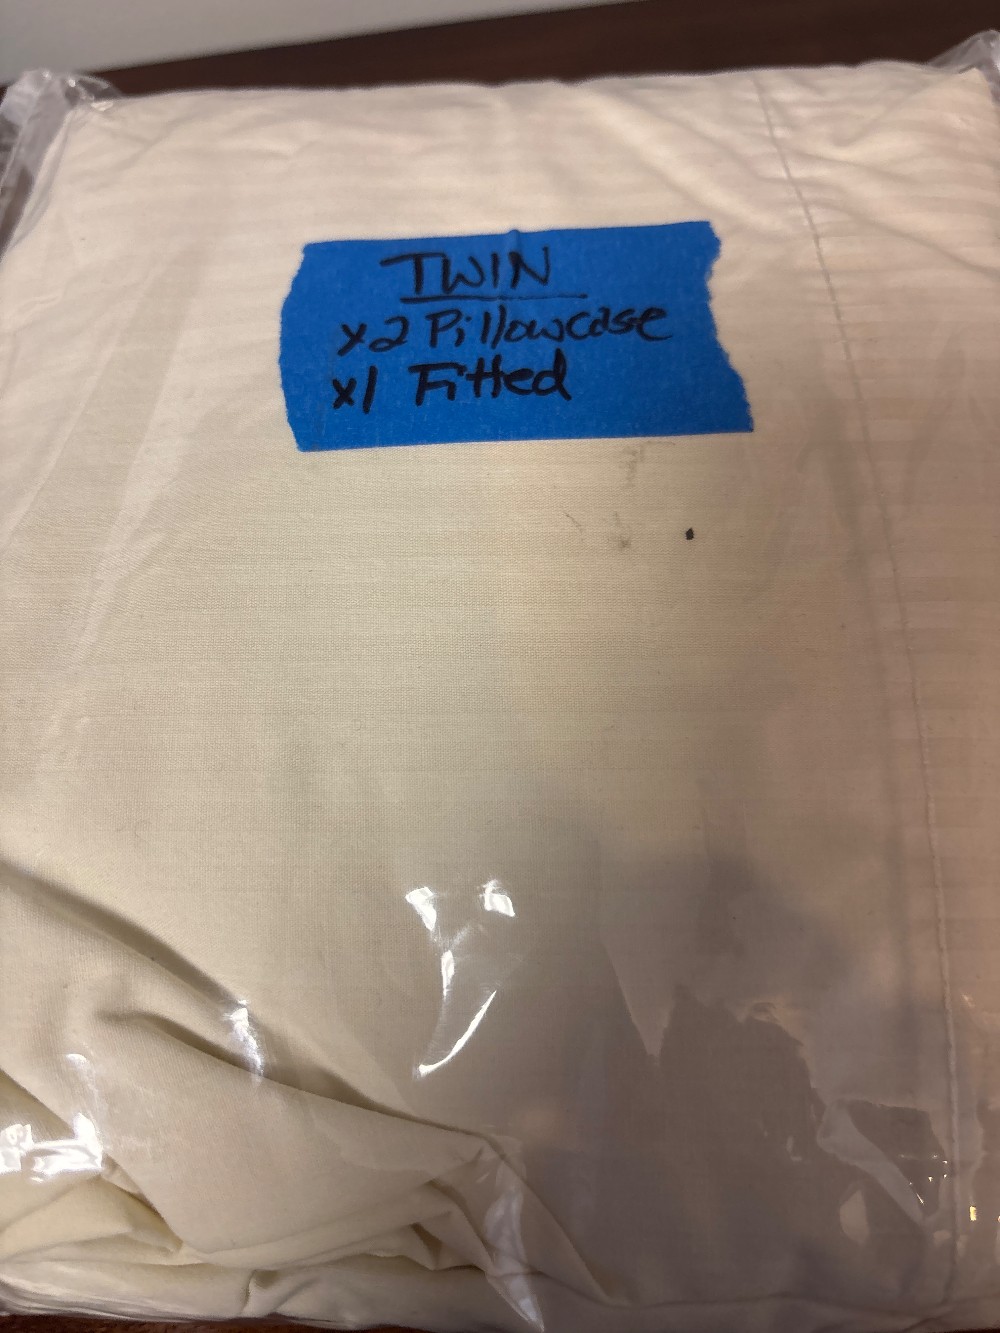 TWIN
x2 Pillowcase
x1 Fitted